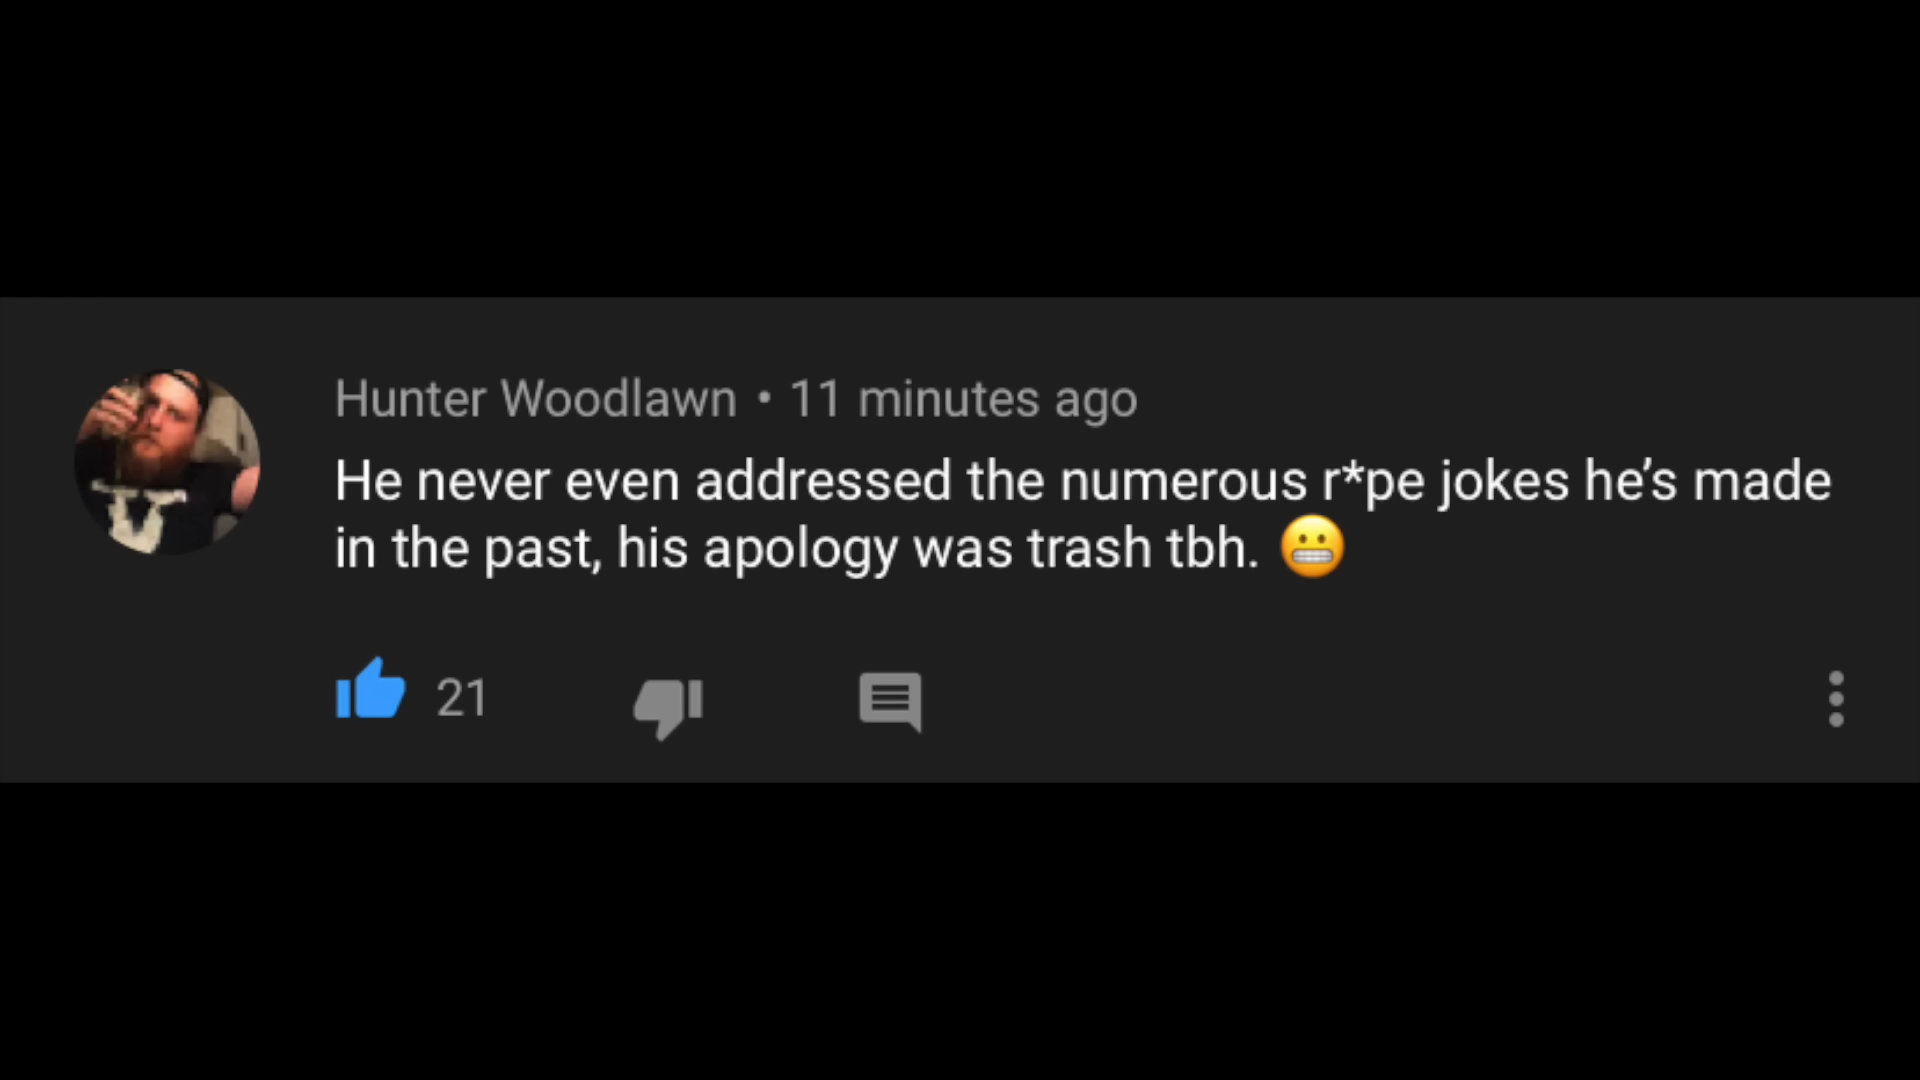 Hunter Woodlawn • 11 minutes ago
He never even addressed the numerous r*pe jokes he’s made
in the past, his apology was trash tbh. 😬
21